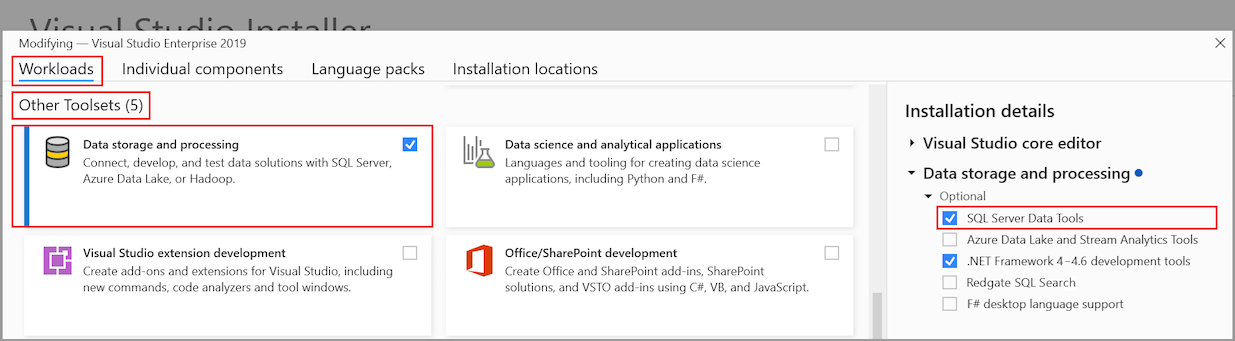 Visual Studio Installer
Modifying — Visual Studio Enterprise 2019
Workloads
Individual components
Language packs
Installation locations
Other Toolsets (5)
Data storage and processing
Connect, develop, and test data solutions with SQL Server,
Azure Data Lake, or Hadoop.
Data science and analytical applications
Languages and tooling for creating data science
applications, including Python and F#.
Visual Studio extension development
Create add-ons and extensions for Visual Studio, including
new commands, code analyzers and tool windows.
Office/SharePoint development
Create Office and SharePoint add-ins, SharePoint
solutions, and VSTO add-ins using C#, VB, and JavaScript.
Installation details
Visual Studio core editor
Data storage and processing
Optional
SQL Server Data Tools
Azure Data Lake and Stream Analytics Tools
.NET Framework 4–4.6 development tools
Redgate SQL Search
F# desktop language support